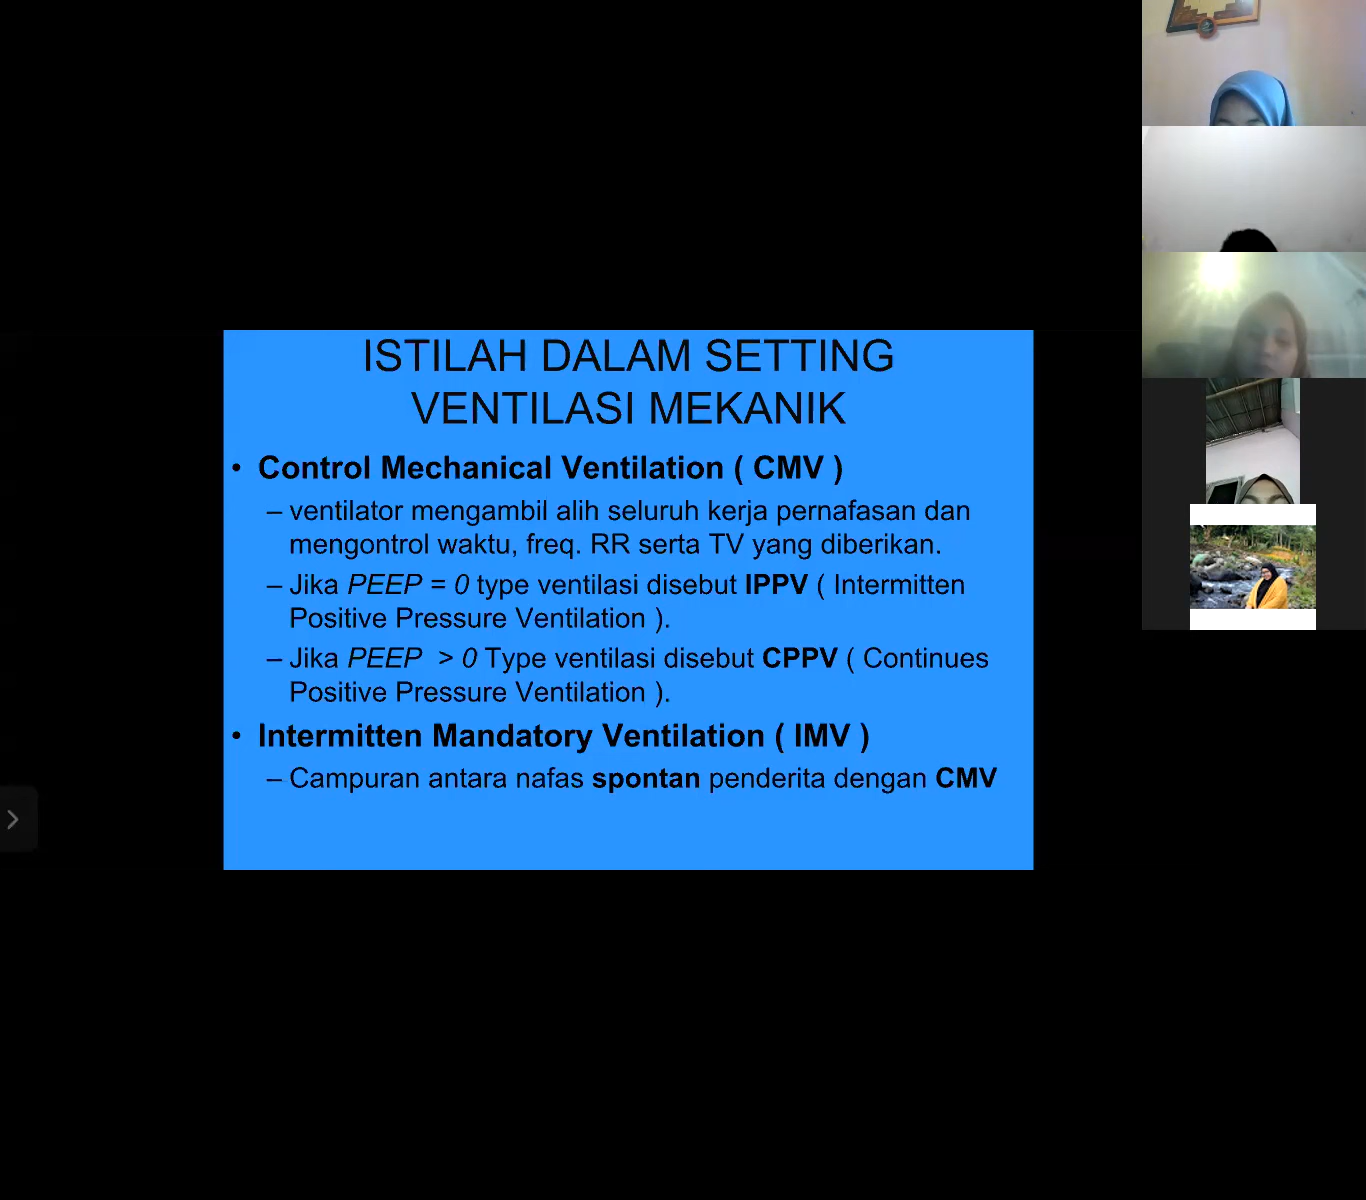 ISTILAH DALAM SETTING
VENTILASI MEKANIK
• Control Mechanical Ventilation ( CMV )
– ventilator mengambil alih seluruh kerja pernafasan dan
mengontrol waktu, freq. RR serta TV yang diberikan.
– Jika PEEP = 0 type ventilasi disebut IPPV ( Intermitten
Positive Pressure Ventilation ).
– Jika PEEP > 0 Type ventilasi disebut CPPV ( Continues
Positive Pressure Ventilation ).
• Intermitten Mandatory Ventilation ( IMV )
– Campuran antara nafas spontan penderita dengan CMV